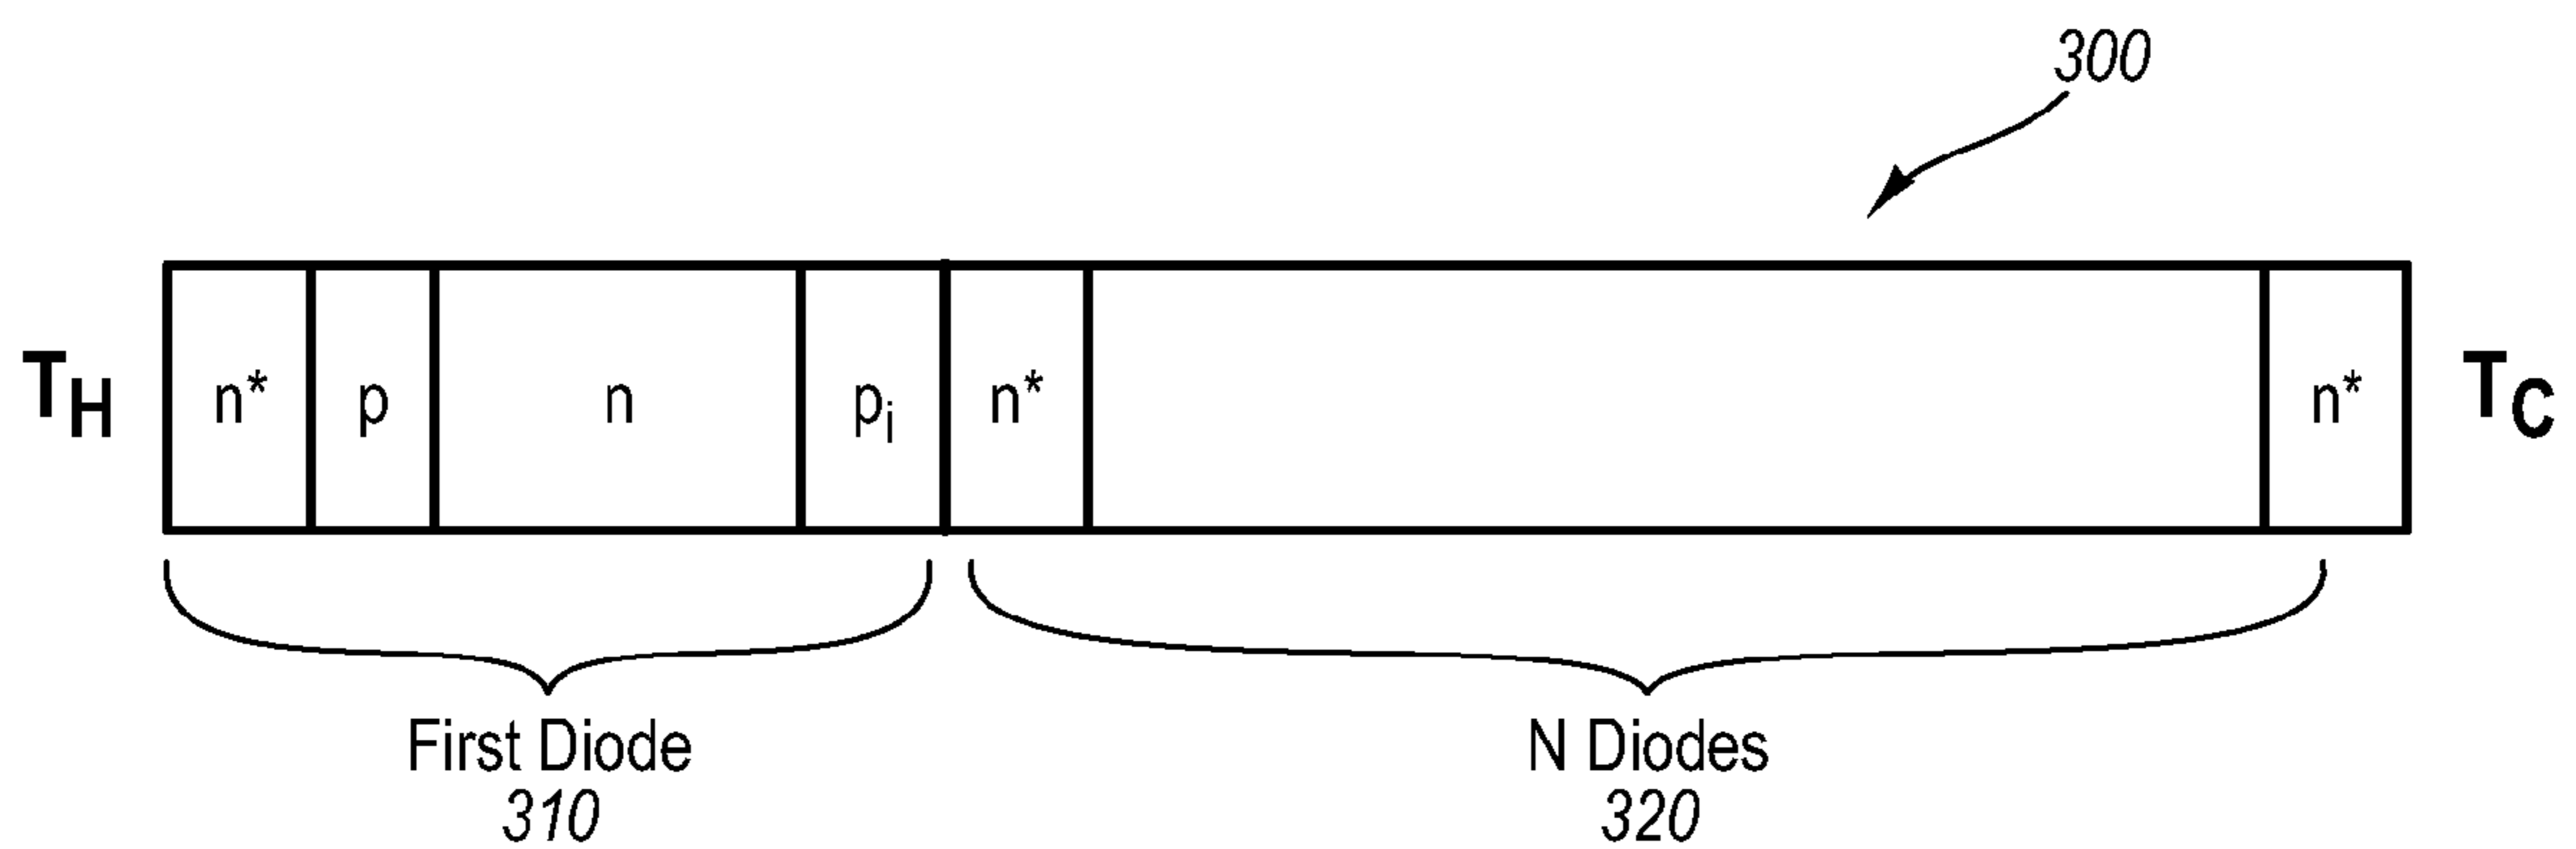 300
T_H n* p n p_i n* n* T_C
First Diode
310
N Diodes
320